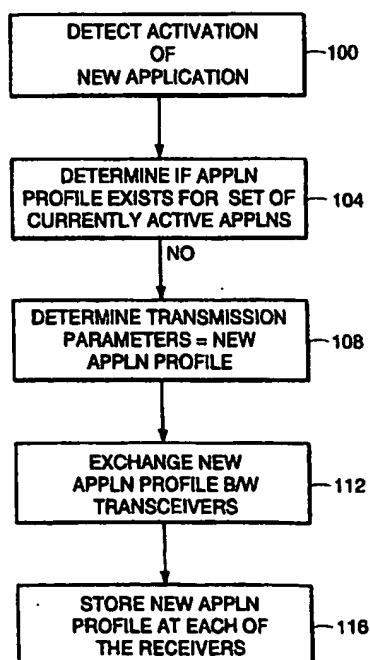 DETECT ACTIVATION
OF
NEW APPLICATION
100
DETERMINE IF APPLN
PROFILE EXISTS FOR SET OF
CURRENTLY ACTIVE APPLNS
104
NO
DETERMINE TRANSMISSION
PARAMETERS = NEW
APPLN PROFILE
108
EXCHANGE NEW
APPLN PROFILE B/W
TRANSCEIVERS
112
STORE NEW APPLN
PROFILE AT EACH OF
THE RECEIVERS
116